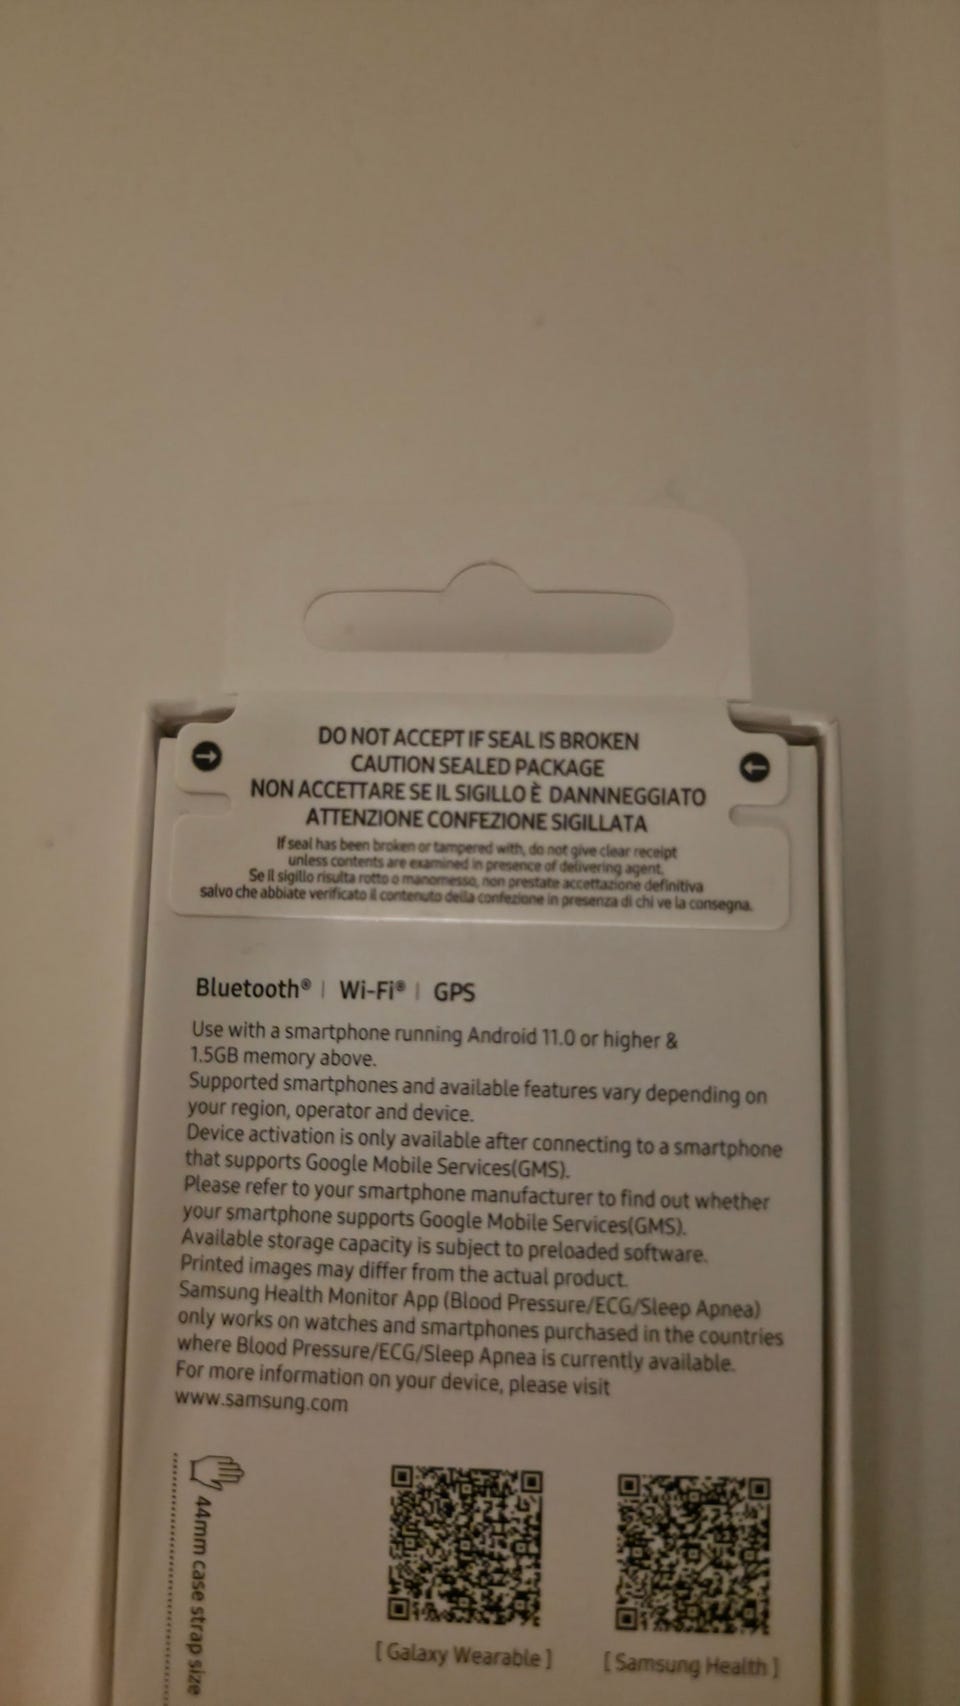 DO NOT ACCEPT IF SEAL IS BROKEN
CAUTION SEALED PACKAGE
NON ACCETTARE SE IL SIGILLO È DANNNEGGIATO
ATTENZIONE CONFEZIONE SIGILLATA
If seal has been broken or tampered with, do not give clear receipt
unless contents are examined in presence of delivering agent.
Se il sigillo risulta rotto o manomesso, non prestate accettazione definitiva
salvo che abbiate verificato il contenuto della confezione in presenza di chi ve la consegna.
Bluetooth® | Wi-Fi® | GPS
Use with a smartphone running Android 11.0 or higher &
1.5GB memory above.
Supported smartphones and available features vary depending on
your region, operator and device.
Device activation is only available after connecting to a smartphone
that supports Google Mobile Services(GMS).
Please refer to your smartphone manufacturer to find out whether
your smartphone supports Google Mobile Services(GMS).
Available storage capacity is subject to preloaded software.
Printed images may differ from the actual product.
Samsung Health Monitor App (Blood Pressure/ECG/Sleep Apnea)
only works on watches and smartphones purchased in the countries
where Blood Pressure/ECG/Sleep Apnea is currently available.
For more information on your device, please visit
www.samsung.com
44mm case strap size
[ Galaxy Wearable ]
[ Samsung Health ]